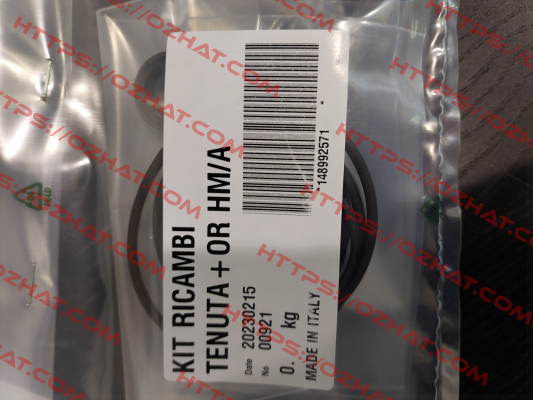 KIT RICAMBI
TENUTA+OR HM/A
Date 20230215
No 00921
0. kg
MADE IN ITALY
*148992571*
HTTPS://OZHAT.COM